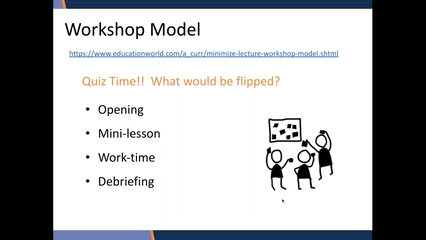 Workshop Model
https://www.educationworld.com/a_curr/minimize-lecture-workshop-model.shtml
Quiz Time!! What would be flipped?
• Opening
• Mini-lesson
• Work-time
• Debriefing